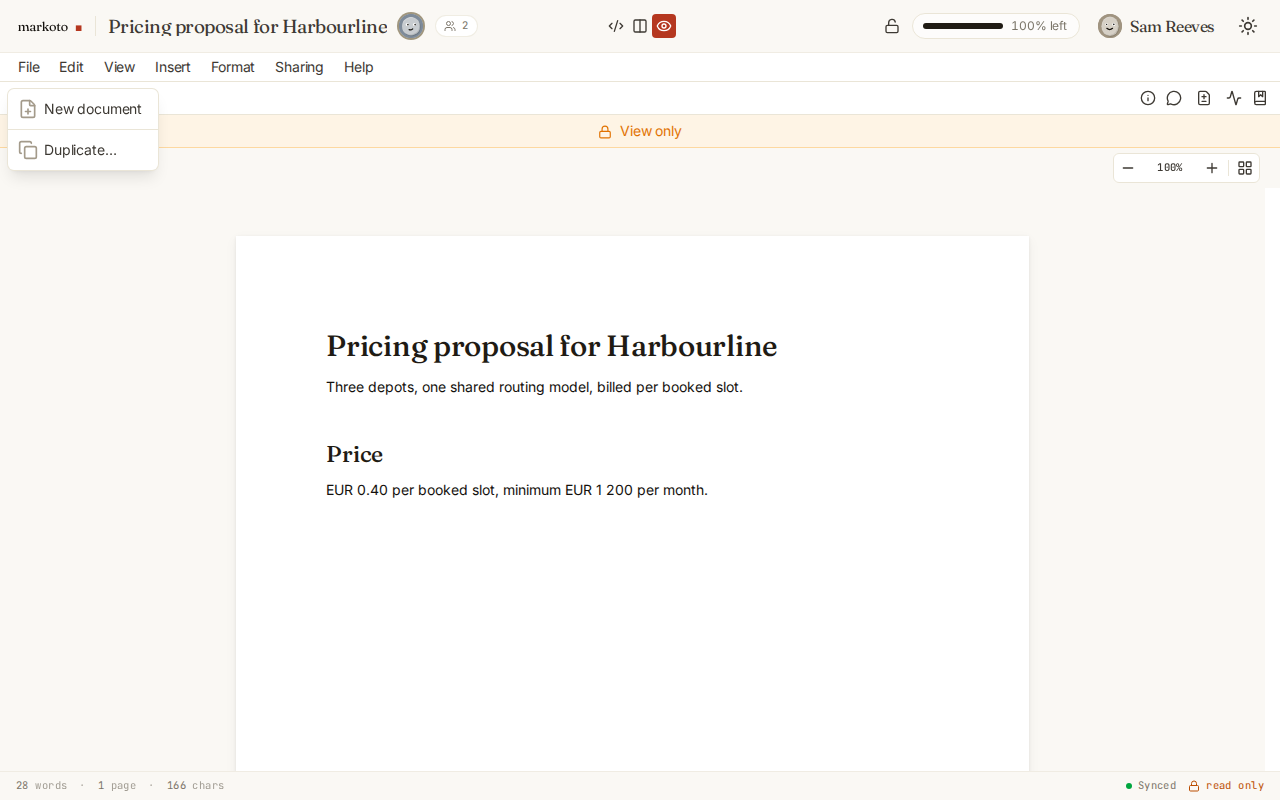 markoto
Pricing proposal for Harbourline
2
100% left
Sam Reeves
File Edit View Insert Format Sharing Help
New document
Duplicate...
View only
100%
Pricing proposal for Harbourline
Three depots, one shared routing model, billed per booked slot.
Price
EUR 0.40 per booked slot, minimum EUR 1 200 per month.
28 words · 1 page · 166 chars
Synced
read only